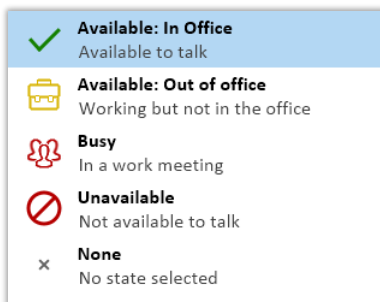 Available: In Office
Available to talk
Available: Out of office
Working but not in the office
Busy
In a work meeting
Unavailable
Not available to talk
None
No state selected